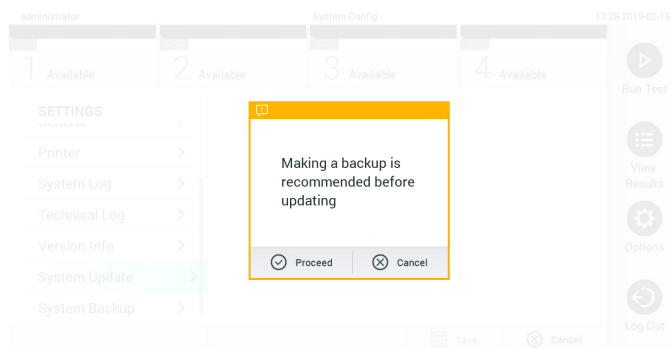 administrator System Config 13:28 2019-02-15
1 Available 2 Available 3 Available 4 Available
Run Test
SETTINGS
General
Printer
System Log
Technical Log
Version Info
System Update
System Backup
Making a backup is
recommended before
updating
Proceed Cancel
View
Results
Options
Log Out
Save Cancel